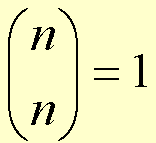 (n
n) = 1